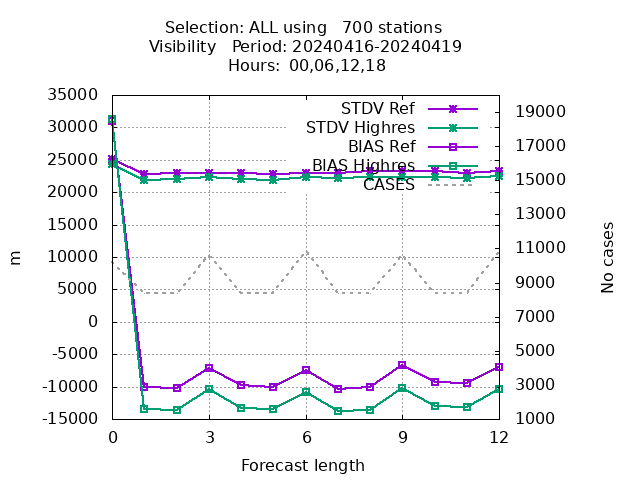 Selection: ALL using   700 stations
Visibility   Period: 20240416-20240419
Hours: 00,06,12,18
STDV Ref
STDV Highres
BIAS Ref
BIAS Highres
CASES
35000
30000
25000
20000
15000
10000
5000
0
-5000
-10000
-15000
m
19000
17000
15000
13000
11000
9000
7000
5000
3000
1000
No cases
0 3 6 9 12
Forecast length